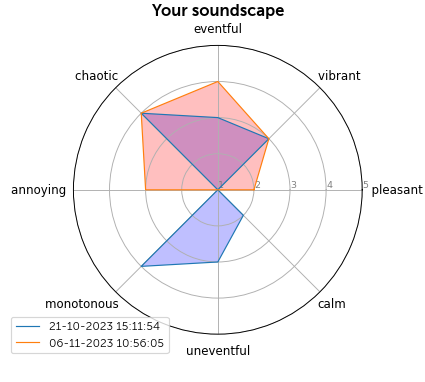 Your soundscape
eventful
chaotic
vibrant
annoying
1
2
3
4
5
pleasant
monotonous
calm
21-10-2023 15:11:54
06-11-2023 10:56:05
uneventful